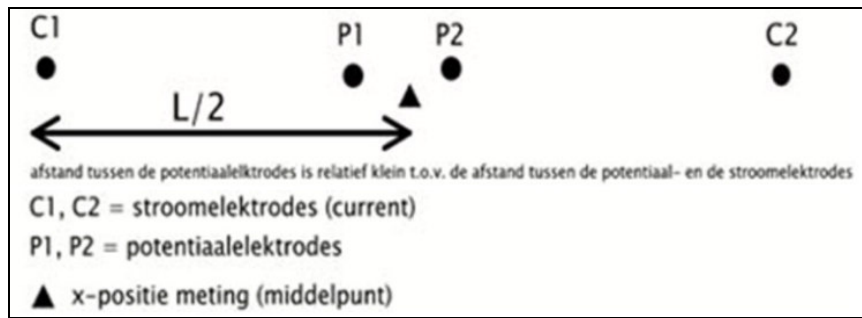 C1 P1 P2 C2
L/2
afstand tussen de potentiaalelktrodes is relatief klein t.o.v. de afstand tussen de potentiaal- en de stroomelektrodes
C1, C2 = stroomelektrodes (current)
P1, P2 = potentiaalelektrodes
▲ x-positie meting (middelpunt)